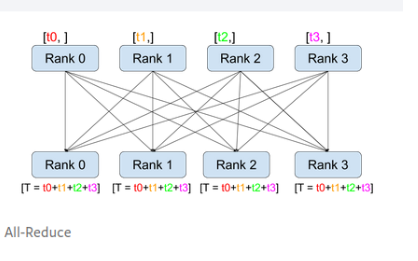 [t0, ] [t1,] [t2,] [t3, ]
Rank 0 Rank 1 Rank 2 Rank 3
Rank 0 Rank 1 Rank 2 Rank 3
[T = t0+t1+t2+t3] [T = t0+t1+t2+t3] [T = t0+t1+t2+t3] [T = t0+t1+t2+t3]
All-Reduce